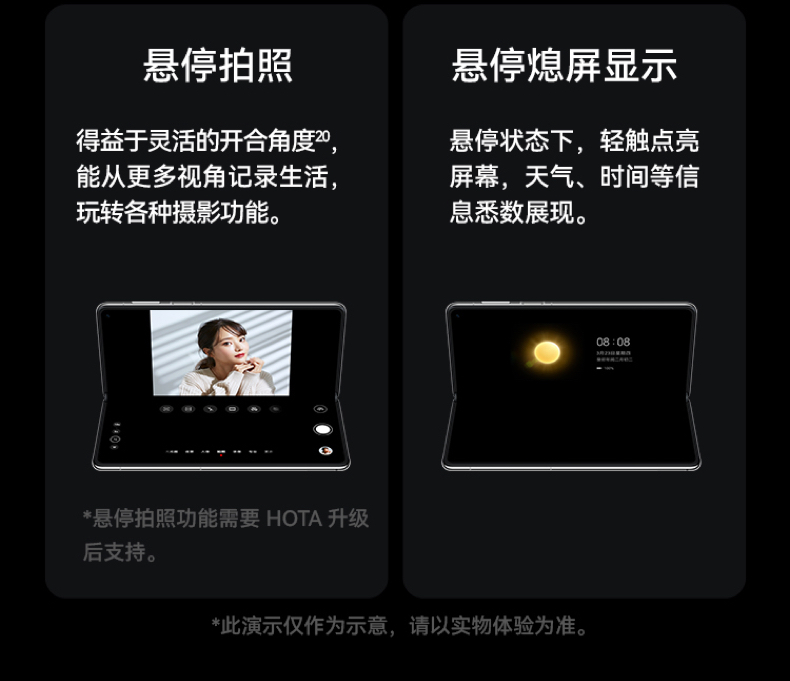 悬停拍照
得益于灵活的开合角度20，
能从更多视角记录生活，
玩转各种摄影功能。
*悬停拍照功能需要 HOTA 升级
后支持。
悬停熄屏显示
悬停状态下，轻触点亮
屏幕，天气、时间等信
息悉数展现。
08:08
*此演示仅作为示意，请以实物体验为准。